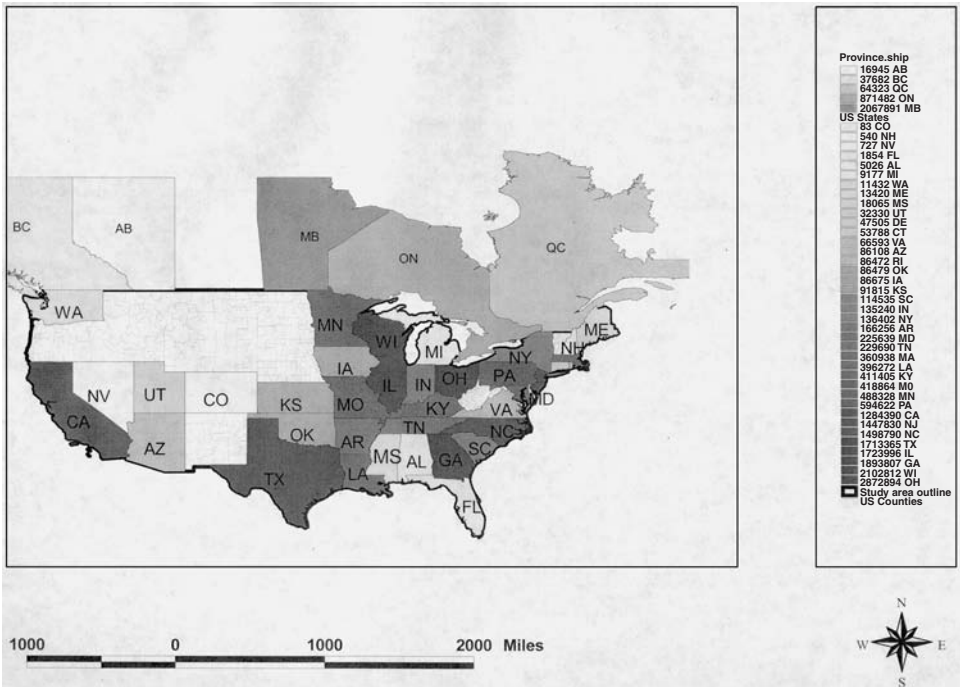 BC
AB
MB
ON
QC
WA
MN
WI
MI
ME
NH
NY
IA
IL
IN
OH
PA
NV
UT
CO
KS
MO
KY
VA
MD
CA
AZ
OK
AR
TN
NC
SC
TX
LA
MS
AL
GA
FL
Province.ship
16945 AB
37682 BC
64323 QC
871482 ON
2067891 MB
US States
83 CO
540 NH
727 NV
1854 FL
5026 AL
9177 MI
11432 WA
13420 ME
18065 MS
32330 UT
47505 DE
53788 CT
66593 VA
86108 AZ
86472 RI
86479 OK
86675 IA
91815 KS
114535 SC
135240 IN
136402 NY
166256 AR
225639 MD
229690 TN
360938 MA
396272 LA
411405 KY
418864 M0
488328 MN
594622 PA
1284390 CA
1447830 NJ
1498790 NC
1713365 TX
1723996 IL
1893807 GA
2102812 WI
2872894 OH
Study area outline
US Counties
1000 0 1000 2000 Miles
N
W E
S